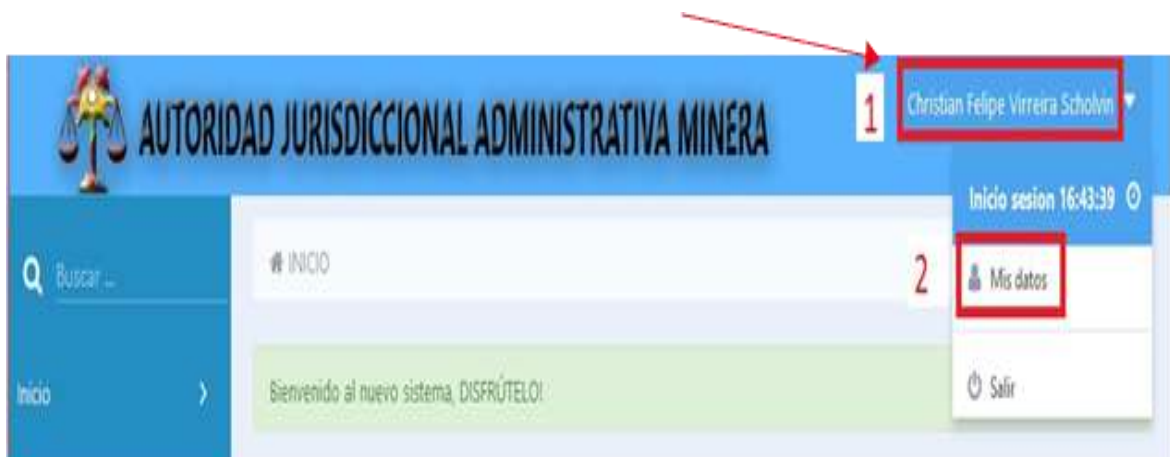 AUTORIDAD JURISDICCIONAL ADMINISTRATIVA MINERA
1
Christian Felipe Virreira Scholvin
Inicio sesion 16:43:39
Buscar ...
INICIO
2
Mis datos
Inicio
Bienvenido al nuevo sistema, DISFRÚTELO!
Salir